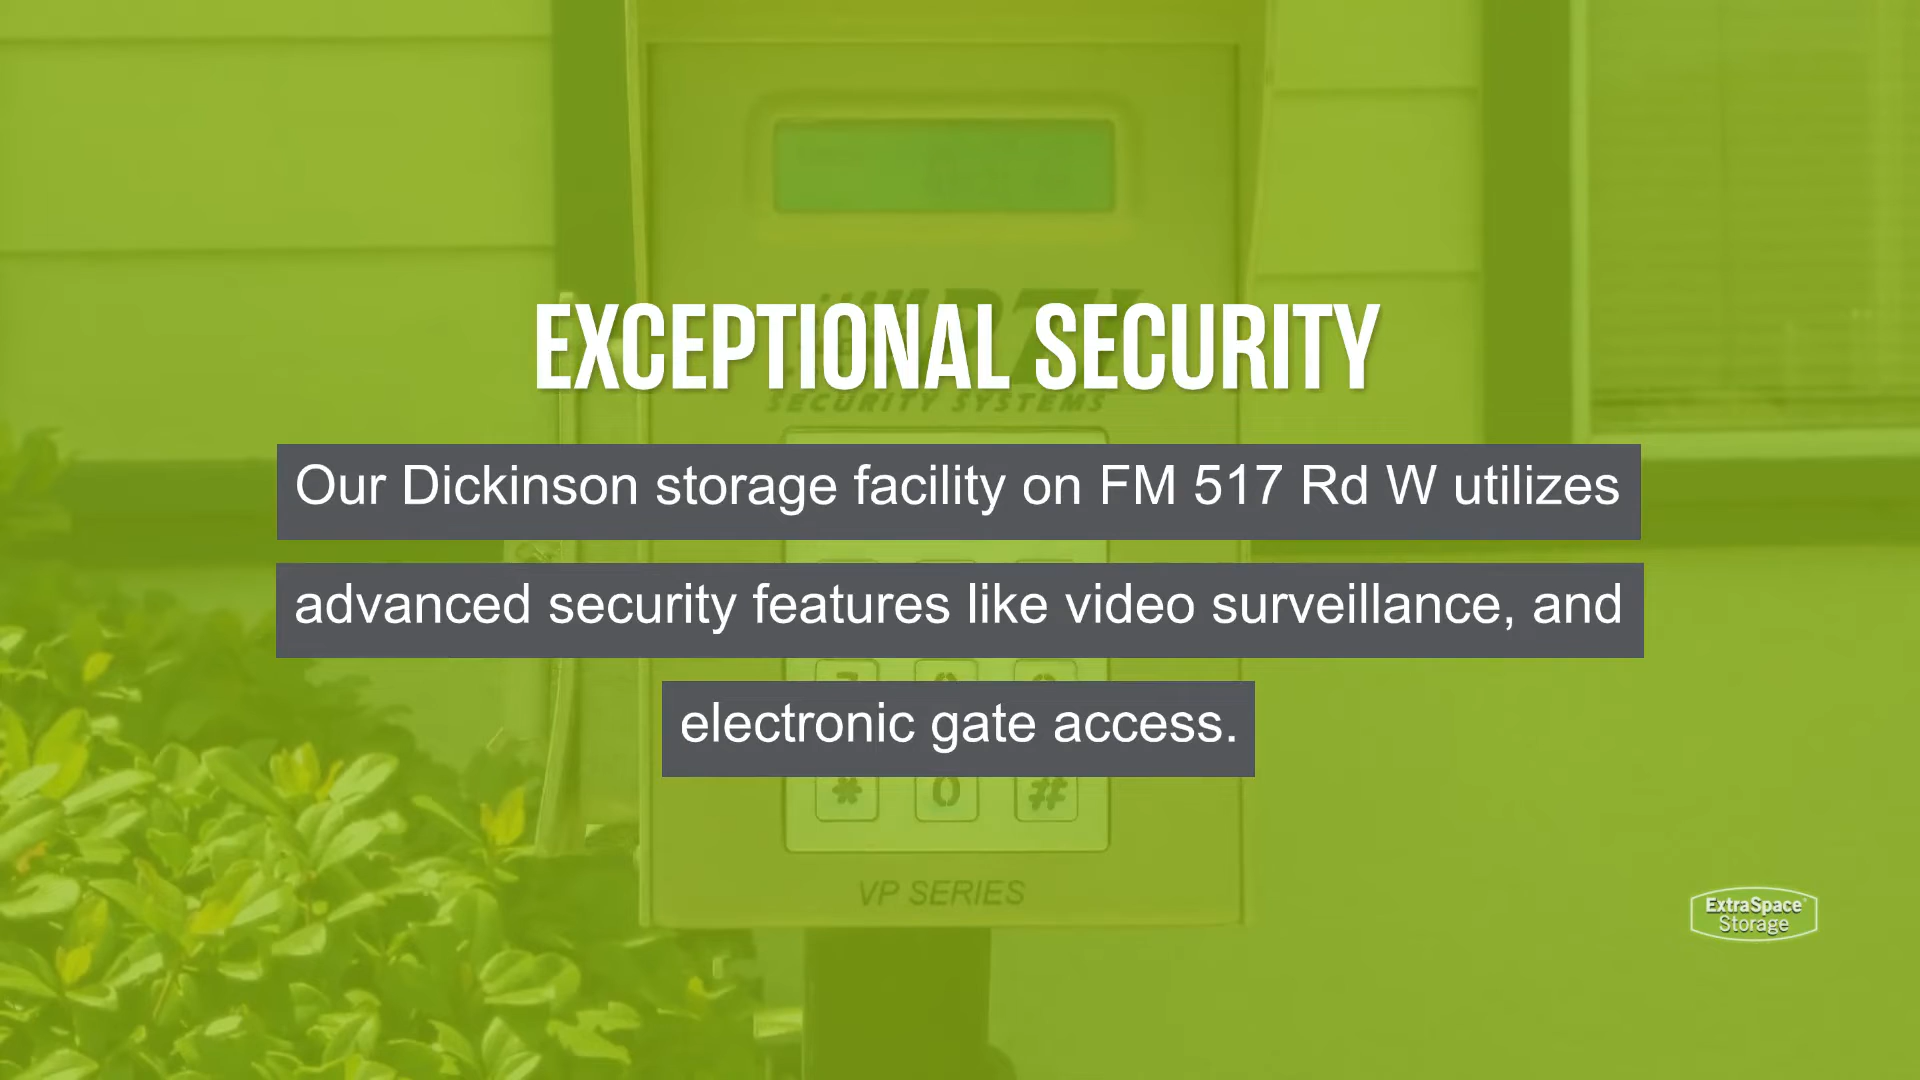 EXCEPTIONAL SECURITY
SECURITY SYSTEMS
Our Dickinson storage facility on FM 517 Rd W utilizes
advanced security features like video surveillance, and
electronic gate access.
* 0 #
VP SERIES
ExtraSpace
Storage